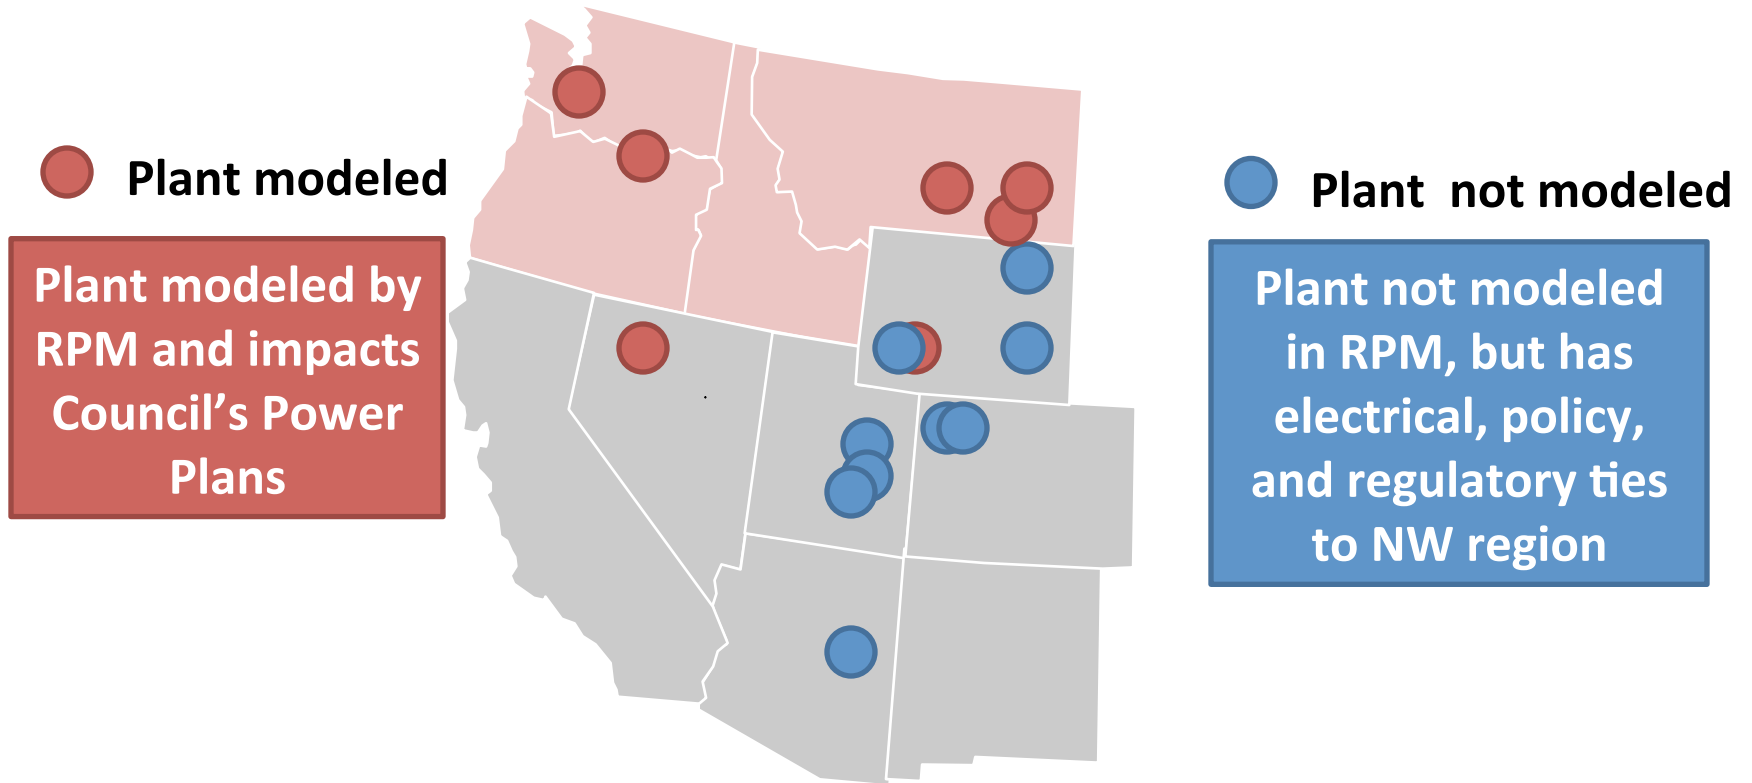 Plant modeled
Plant modeled by
RPM and impacts
Council’s Power
Plans
Plant  not modeled
Plant not modeled
in RPM, but has
electrical, policy,
and regulatory ties
to NW region